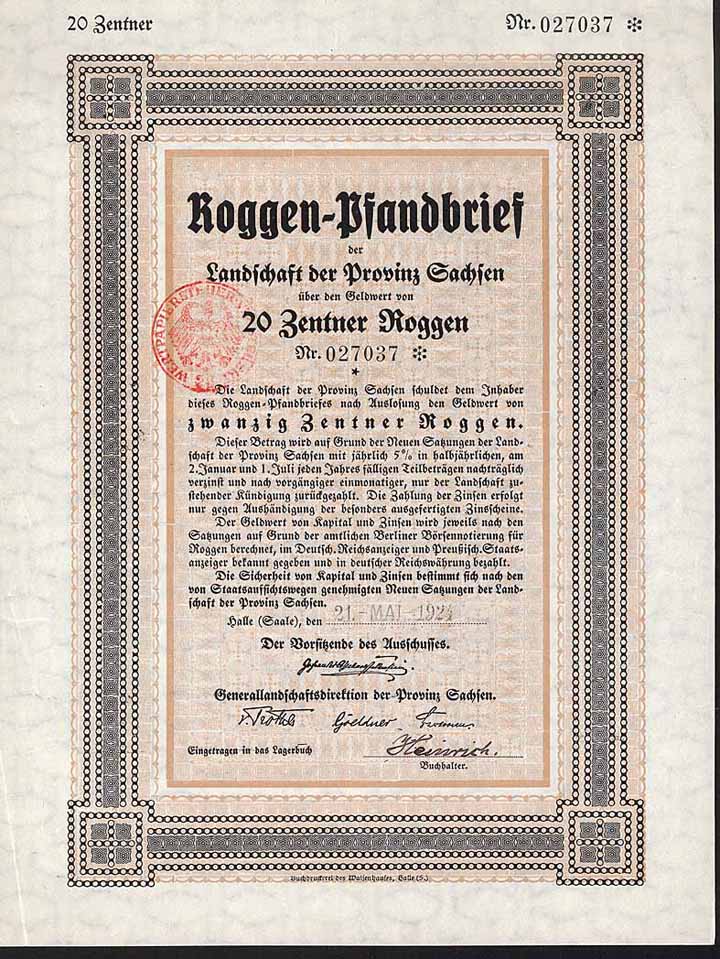 20 Zentner
Nr. 027037 ✻
Roggen-Pfandbrief
der
Landschaft der Provinz Sachsen
über den Geldwert von
20 Zentner Roggen
Nr. 027037 ✻
*
Die Landschaft der Provinz Sachsen schuldet dem Inhaber
dieses Roggen-Pfandbriefes nach Auslosung den Geldwert von
zwanzig Zentner Roggen.
Dieser Betrag wird auf Grund der Neuen Satzungen der Land-
schaft der Provinz Sachsen mit jährlich 5% in halbjährlichen, am
2. Januar und 1. Juli jeden Jahres fälligen Teilbeträgen nachträglich
verzinst und nach vorgängiger einmonatiger, nur der Landschaft zu-
stehender Kündigung zurückgezahlt. Die Zahlung der Zinsen erfolgt
nur gegen Aushändigung der besonders ausgefertigten Zinsscheine.
Der Geldwert von Kapital und Zinsen wird jeweils nach den
Satzungen auf Grund der amtlichen Berliner Börsennotierung für
Roggen berechnet, im Deutsch. Reichsanzeiger und Preußisch. Staats-
anzeiger bekannt gegeben und in deutscher Reichswährung bezahlt.
Die Sicherheit von Kapital und Zinsen bestimmt sich nach den
von Staatsaufsichtswegen genehmigten Neuen Satzungen der Land-
schaft der Provinz Sachsen.
Halle (Saale), den 21. MAI 1924
Der Vorsitzende des Ausschusses.
Generallandschaftsdirektion der Provinz Sachsen.
Göldner
Eingetragen in das Lagerbuch
Heinrich.
Buchhalter.
Buchdruckerei des Waisenhauses, Halle (S.)